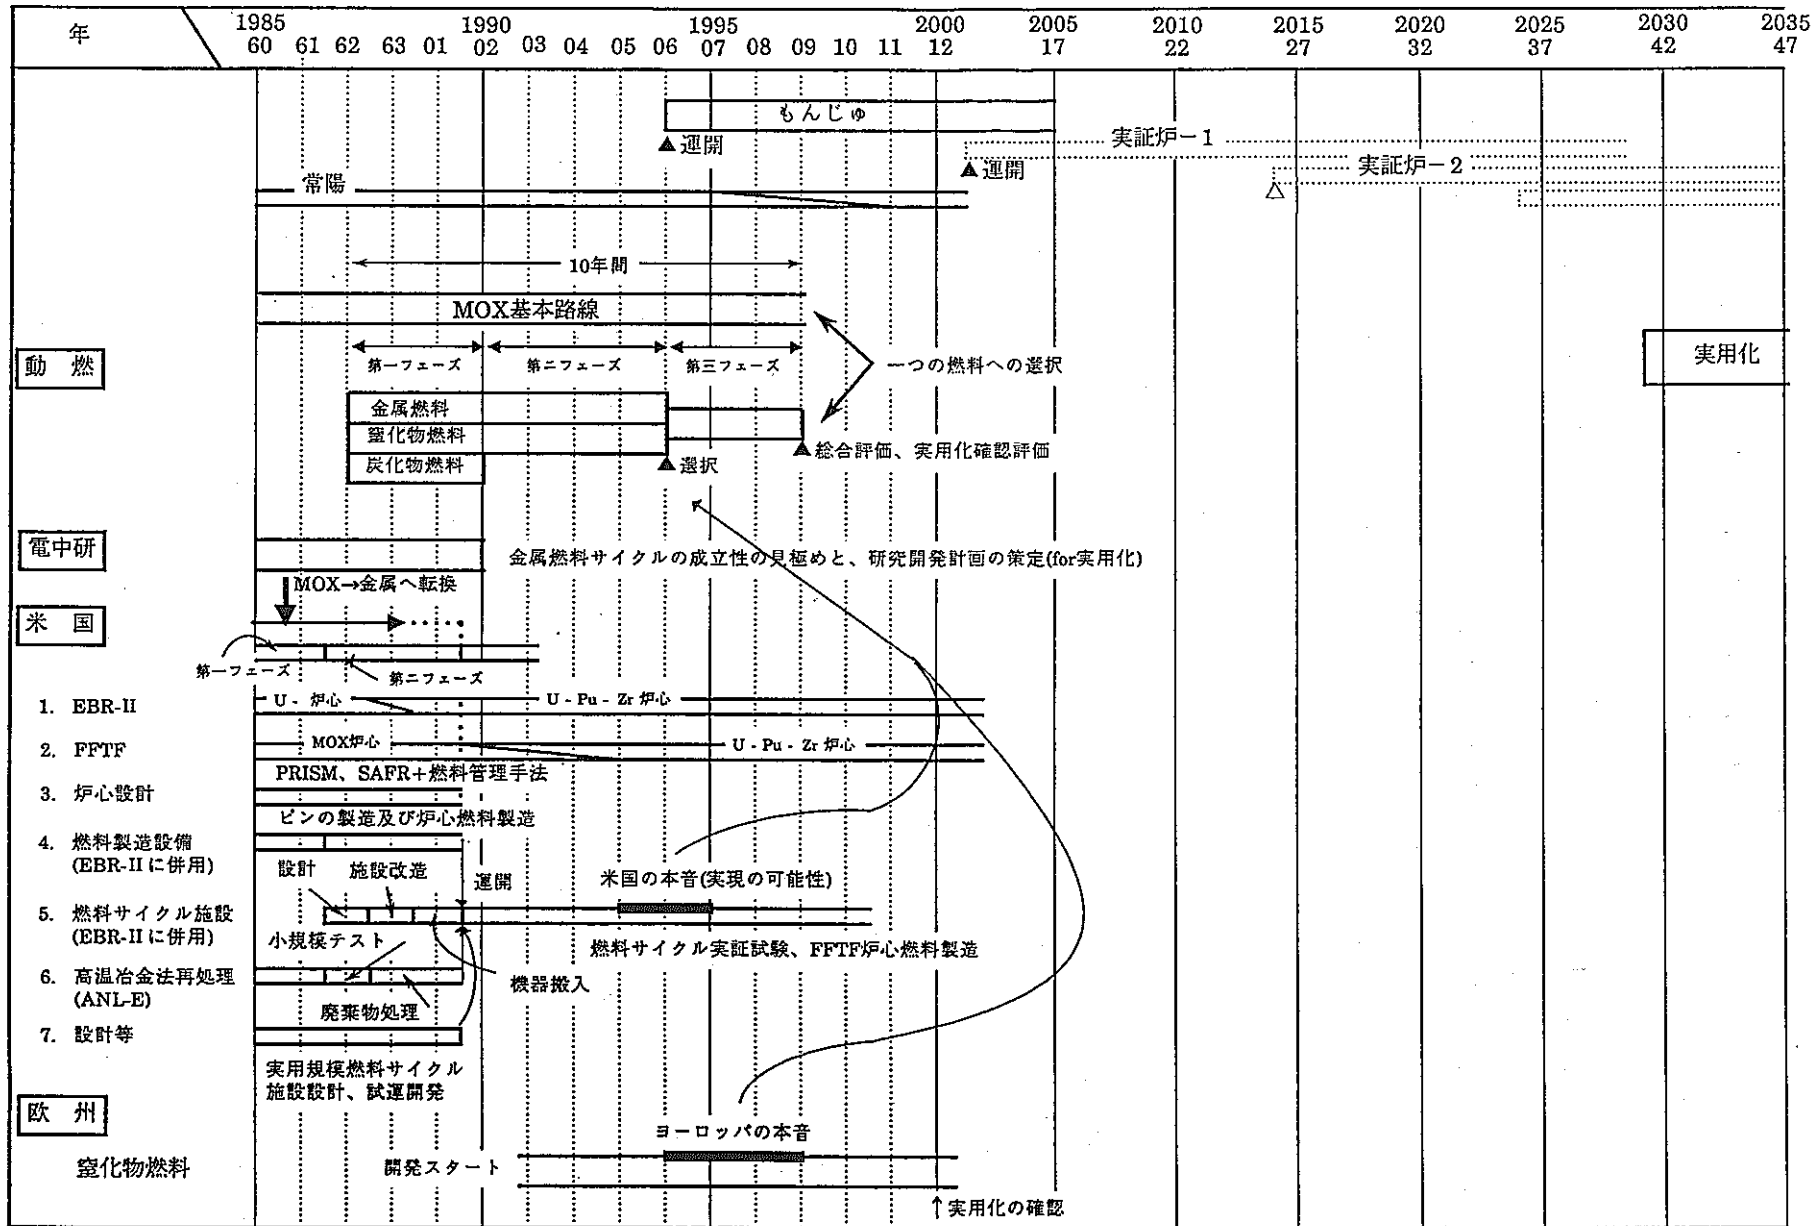 年
1985 1990 1995 2000 2005 2010 2015 2020 2025 2030 2035
60 61 62 63 01 02 03 04 05 06 07 08 09 10 11 12 17 22 27 32 37 42 47
もんじゅ
▲運開
実証炉－1
▲運開
実証炉－2
△
常陽
10年間
MOX基本路線
動 燃
第一フェーズ
第二フェーズ
第三フェーズ
一つの燃料への選択
実用化
金属燃料
窒化物燃料
炭化物燃料
▲選択
▲総合評価、実用化確認評価
電中研
金属燃料サイクルの成立性の見極めと、研究開発計画の策定(for実用化)
MOX→金属へ転換
米 国
第一フェーズ
第二フェーズ
1. EBR-II
U - 炉心
U - Pu - Zr 炉心
2. FFTF
MOX炉心
U - Pu - Zr 炉心
PRISM、SAFR+燃料管理手法
3. 炉心設計
ピンの製造及び炉心燃料製造
4. 燃料製造設備
(EBR-IIに併用)
設計
施設改造
運開
米国の本音(実現の可能性)
5. 燃料サイクル施設
(EBR-IIに併用)
小規模テスト
燃料サイクル実証試験、FFTF炉心燃料製造
6. 高温冶金法再処理
(ANL-E)
機器搬入
廃棄物処理
7. 設計等
実用規模燃料サイクル
施設設計、試運開発
欧 州
ヨーロッパの本音
窒化物燃料
開発スタート
↑実用化の確認